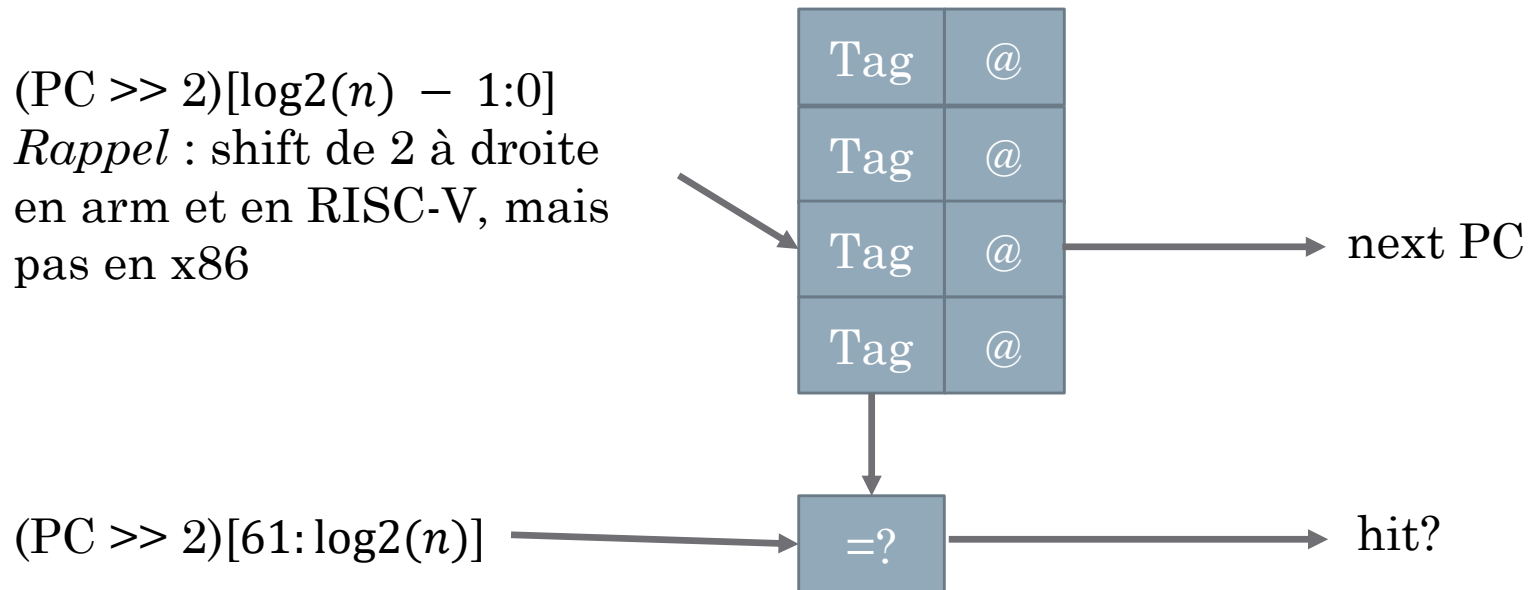 (PC >> 2)[log2(n) − 1:0]
Rappel : shift de 2 à droite
en arm et en RISC-V, mais
pas en x86
Tag @
Tag @
Tag @
Tag @
next PC
(PC >> 2)[61: log2(n)]
=?
hit?